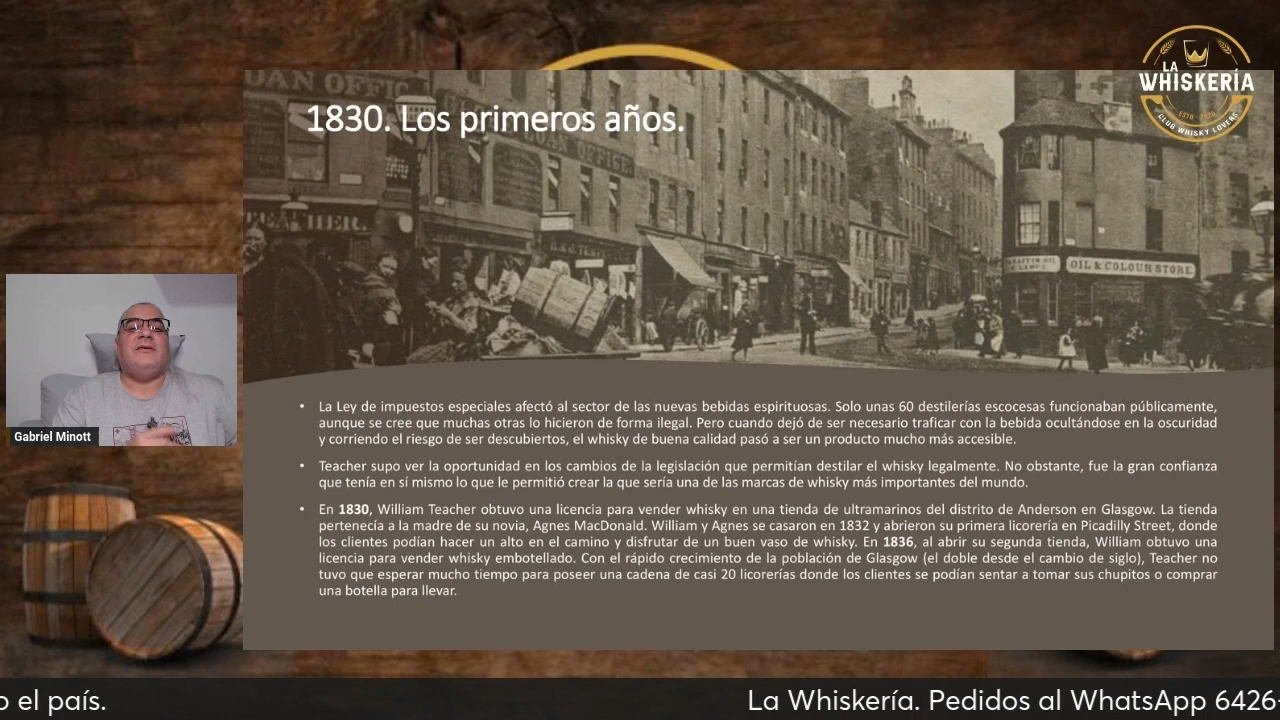 LA
WHISKERÍA
CLUB WHISKY LOVERS
1830. Los primeros años.
LOAN OFFICE
OIL & COLOUR STORE
Gabriel Minott
• La Ley de impuestos especiales afectó al sector de las nuevas bebidas espirituosas. Solo unas 60 destilerías escocesas funcionaban públicamente,
aunque se cree que muchas otras lo hicieron de forma ilegal. Pero cuando dejó de ser necesario traficar con la bebida ocultándose en la oscuridad
y corriendo el riesgo de ser descubiertos, el whisky de buena calidad pasó a ser un producto mucho más accesible.
• Teacher supo ver la oportunidad en los cambios de la legislación que permitían destilar el whisky legalmente. No obstante, fue la gran confianza
que tenía en sí mismo lo que le permitió crear la que sería una de las marcas de whisky más importantes del mundo.
• En 1830, William Teacher obtuvo una licencia para vender whisky en una tienda de ultramarinos del distrito de Anderson en Glasgow. La tienda
pertenecía a la madre de su novia, Agnes MacDonald. William y Agnes se casaron en 1832 y abrieron su primera licorería en Picadilly Street, donde
los clientes podían hacer un alto en el camino y disfrutar de un buen vaso de whisky. En 1836, al abrir su segunda tienda, William obtuvo una
licencia para vender whisky embotellado. Con el rápido crecimiento de la población de Glasgow (el doble desde el cambio de siglo), Teacher no
tuvo que esperar mucho tiempo para poseer una cadena de casi 20 licorerías donde los clientes se podían sentar a tomar sus chupitos o comprar
una botella para llevar.
o el país.
La Whiskería. Pedidos al WhatsApp 6426